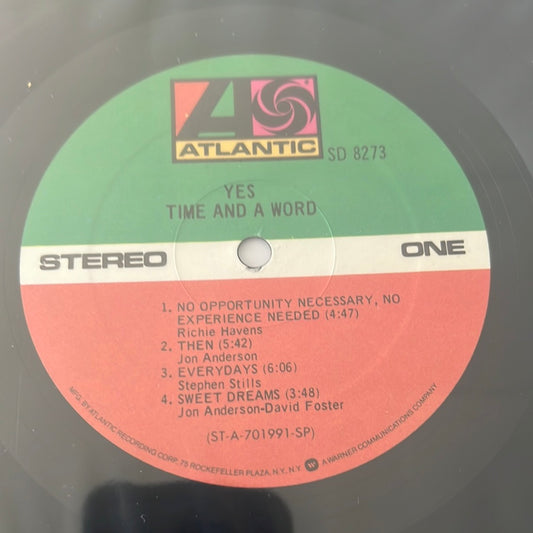 ATLANTIC
SD 8273
YES
TIME AND A WORD
STEREO
ONE
1. NO OPPORTUNITY NECESSARY, NO
EXPERIENCE NEEDED (4:47)
Richie Havens
2. THEN (5:42)
Jon Anderson
3. EVERYDAYS (6:06)
Stephen Stills
4. SWEET DREAMS (3:48)
Jon Anderson-David Foster
(ST-A-701991-SP)
MFG. BY ATLANTIC RECORDING CORP., 75 ROCKEFELLER PLAZA, N.Y., N.Y. W A WARNER COMMUNICATIONS COMPANY